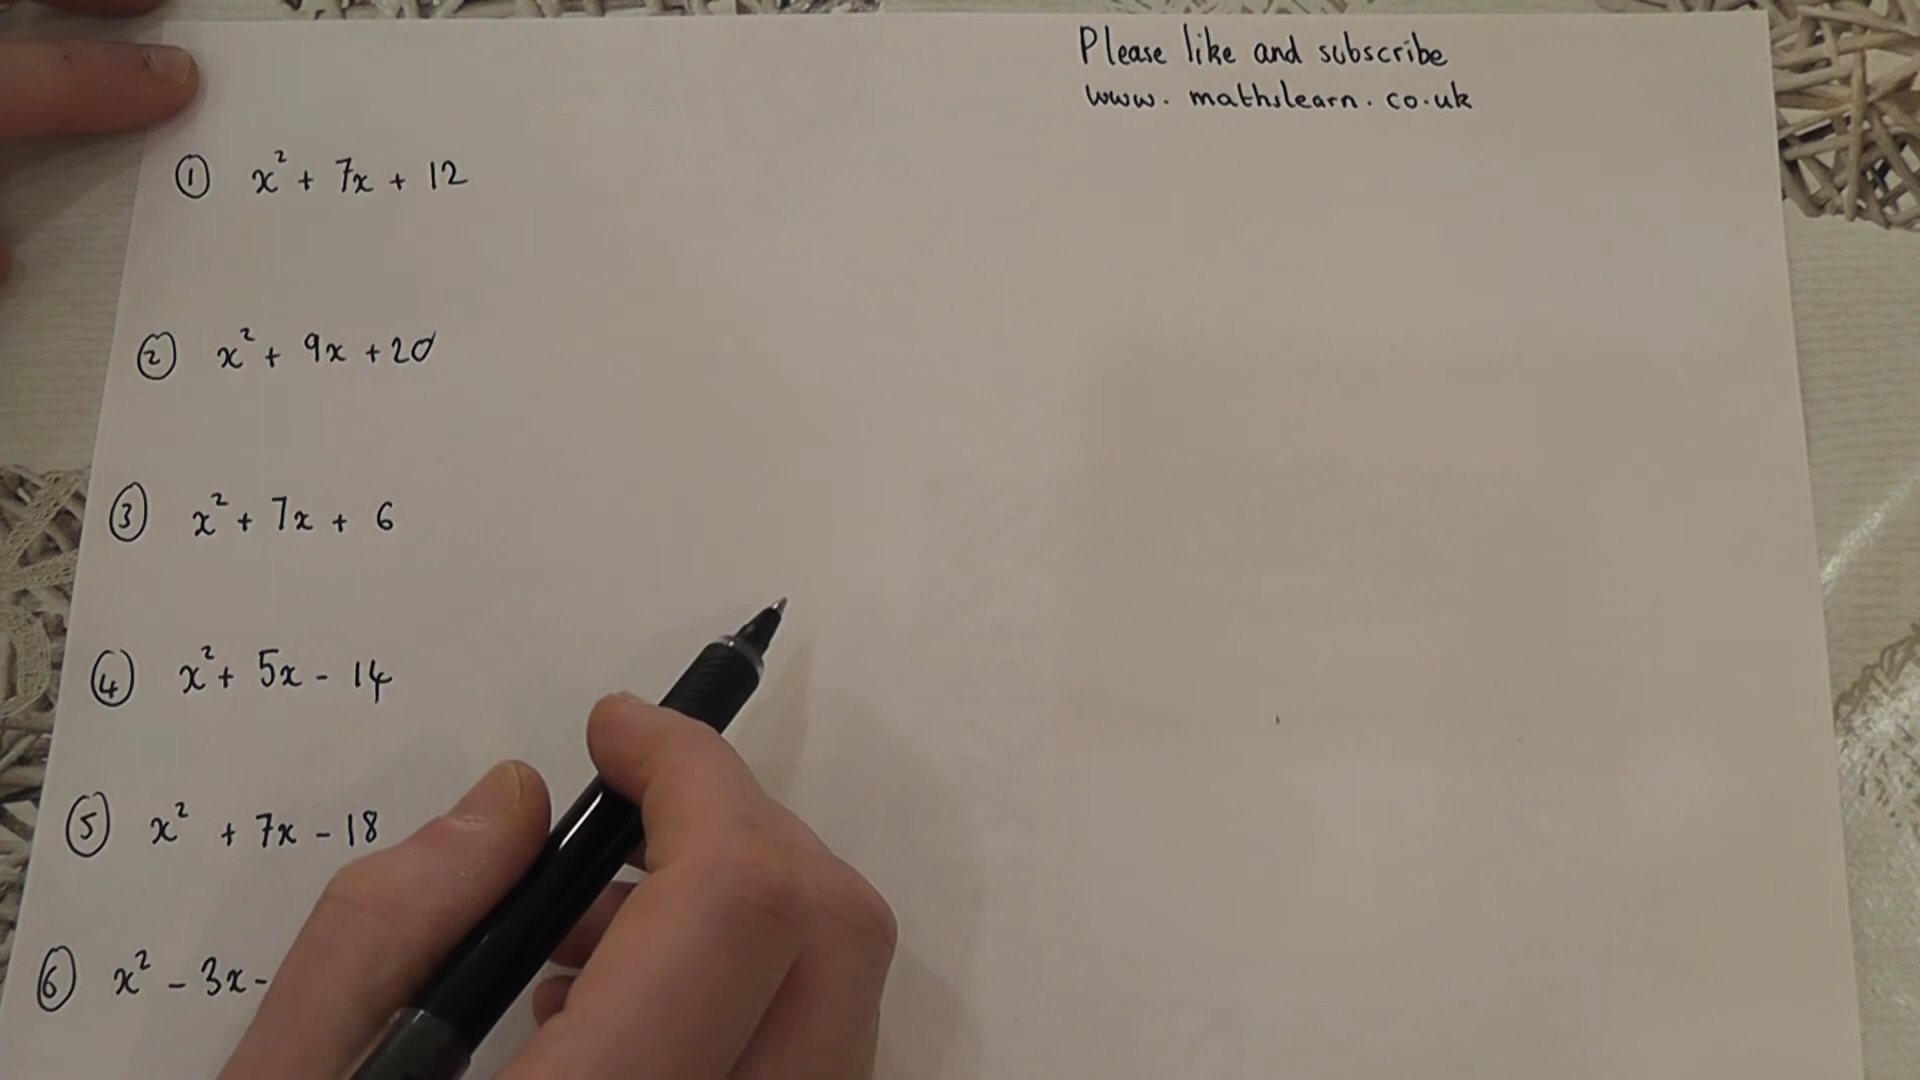 Please like and subscribe
www.mathslearn.co.uk
① x² + 7x + 12
② x² + 9x + 20
③ x² + 7x + 6
④ x² + 5x - 14
⑤ x² + 7x - 18
⑥ x² - 3x -